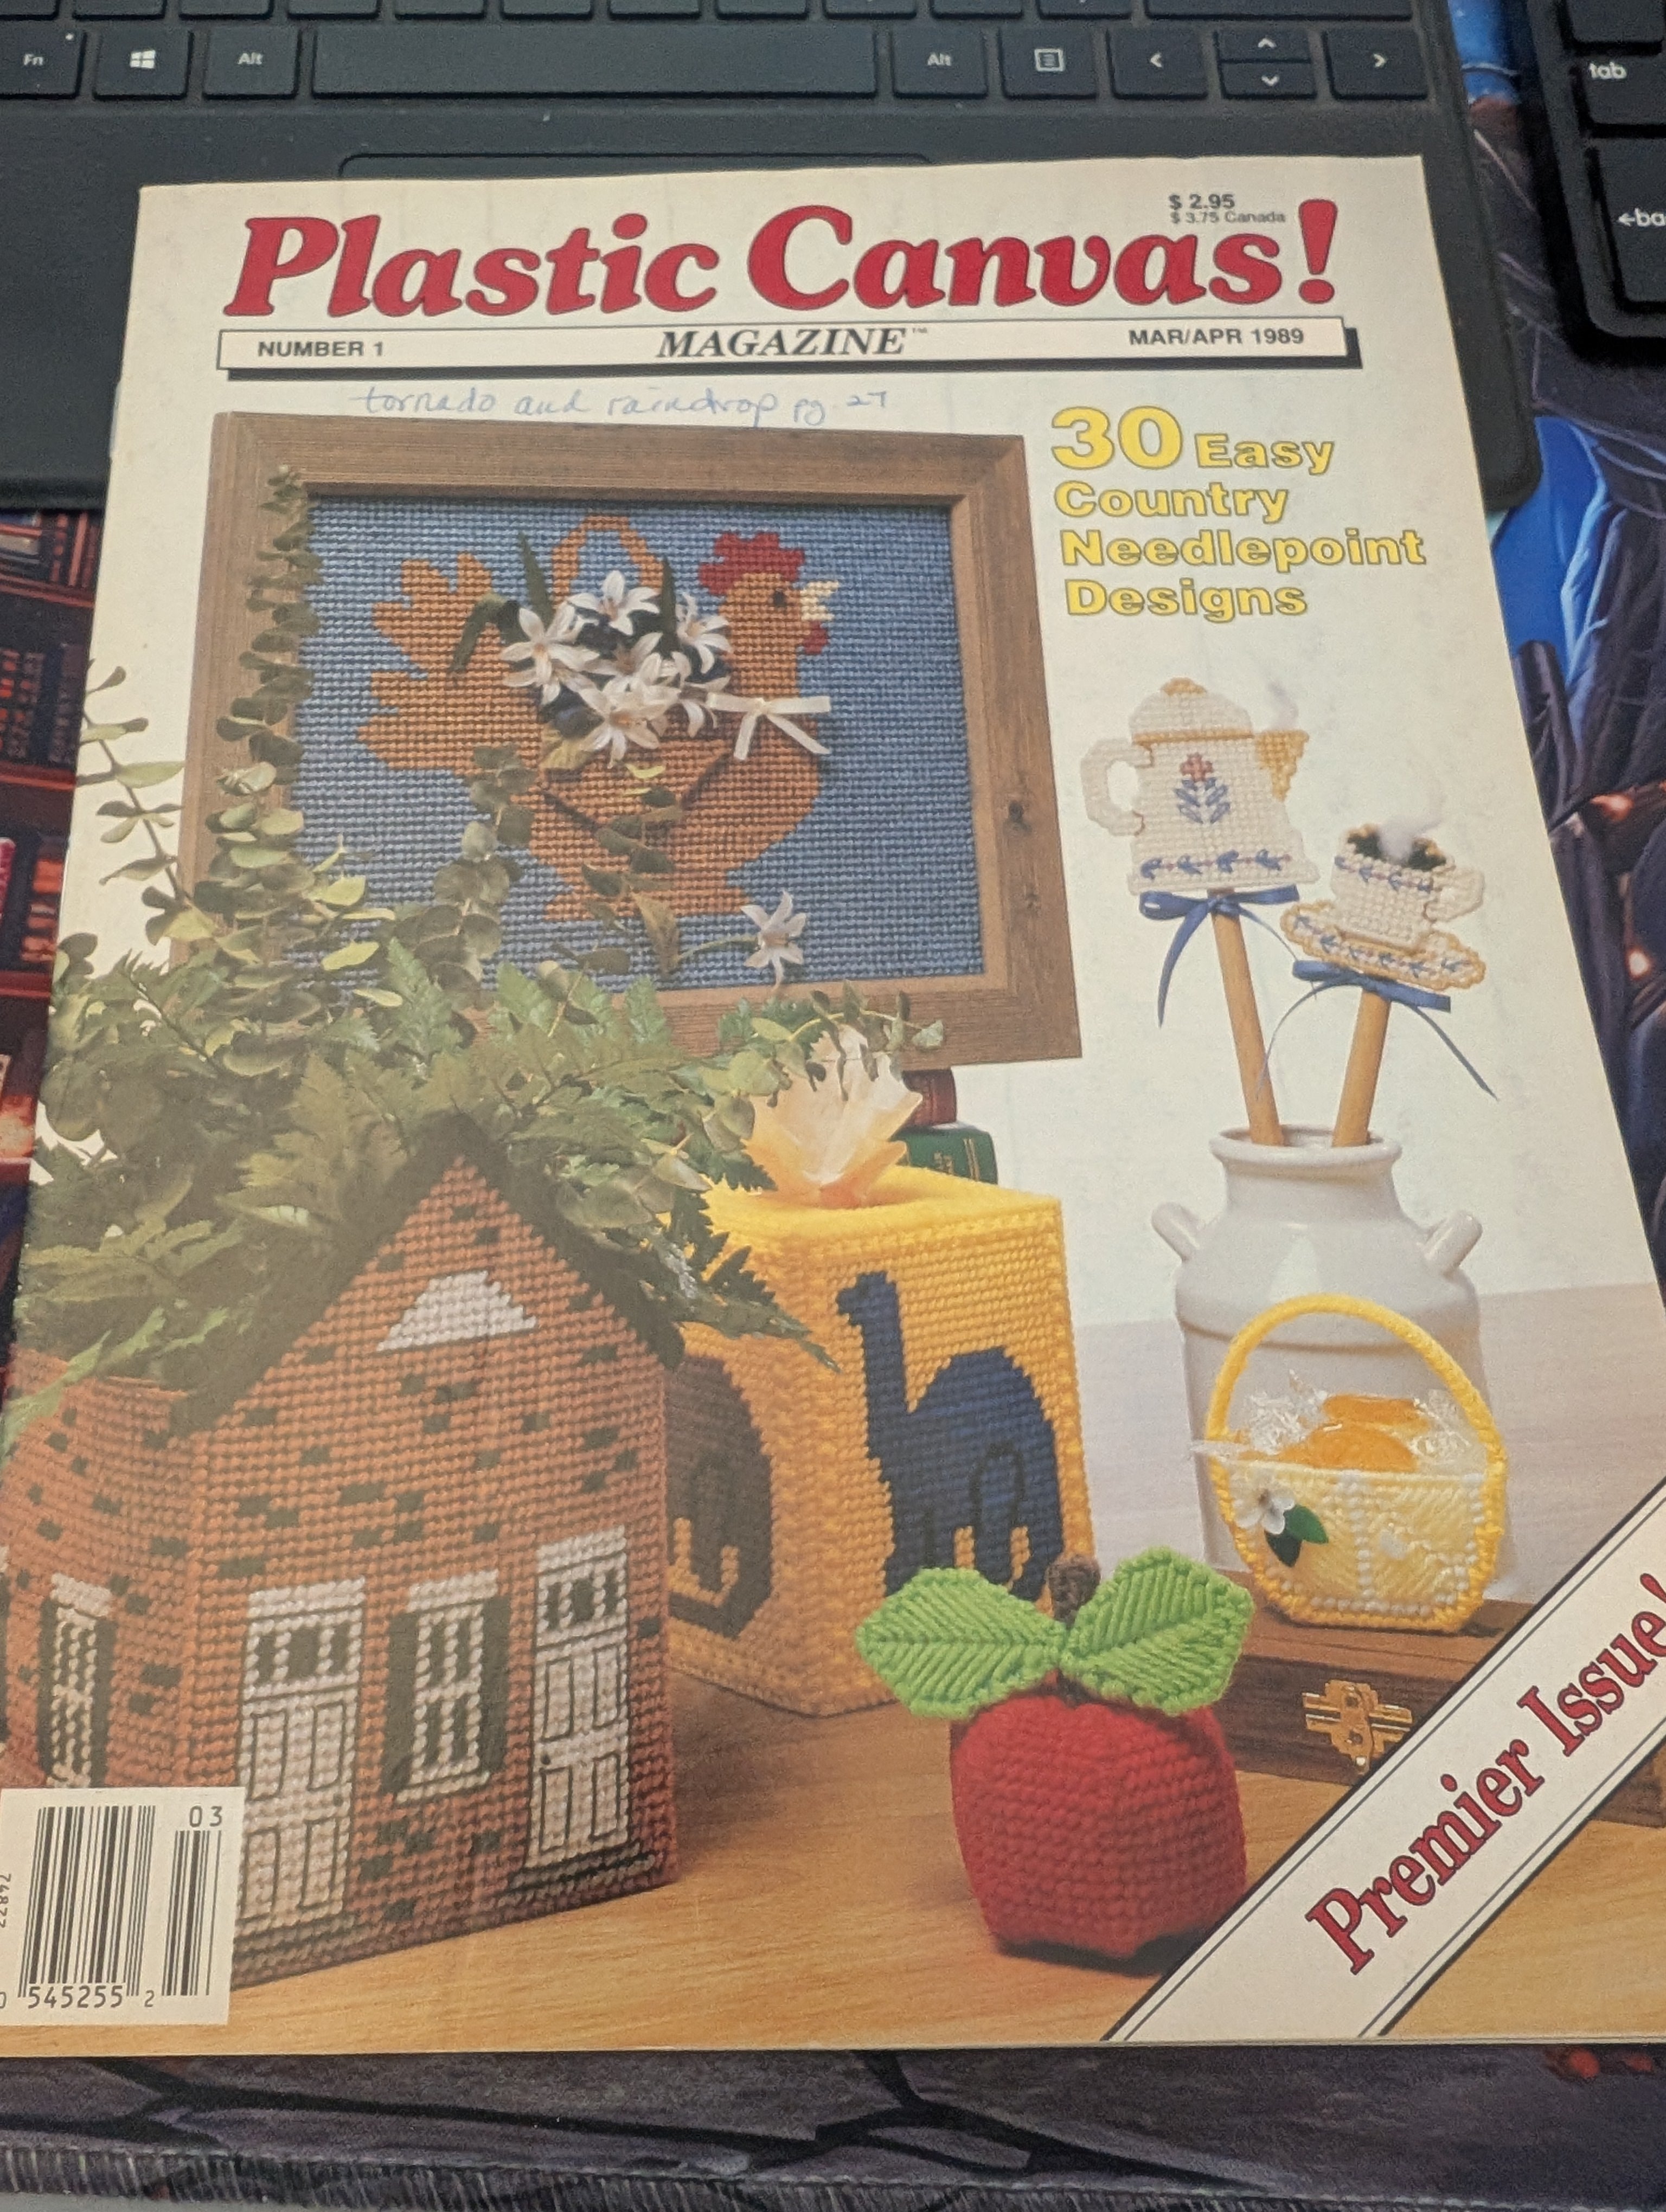 Fn
Alt
Alt
tab
$ 2.95
$ 3.75 Canada
Plastic Canvas!
NUMBER 1
MAGAZINE™
MAR/APR 1989
tornado and raindrop pg. 27
30 Easy
Country
Needlepoint
Designs
Premier Issue!
03
545255 2